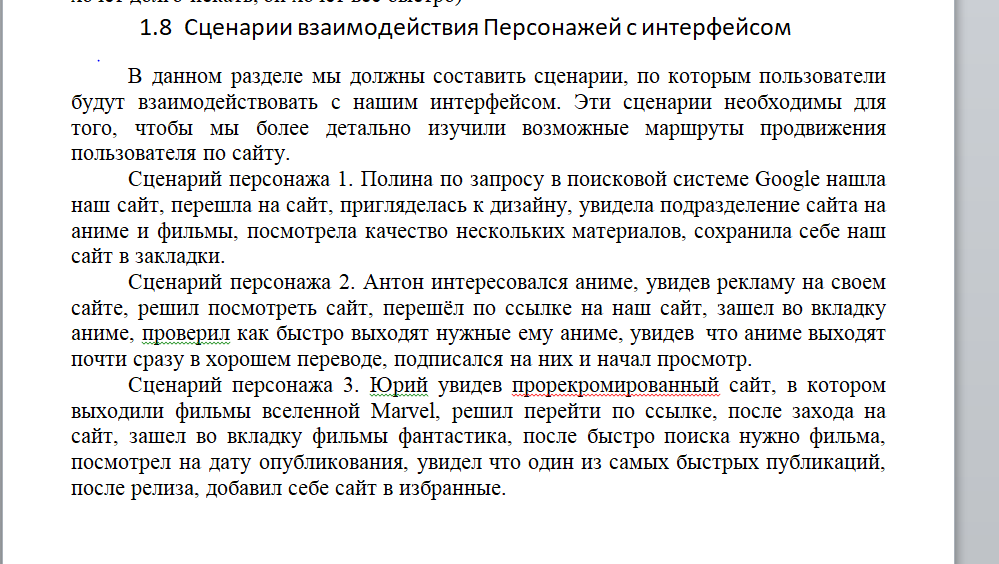 хочет долго искать, он хочет все быстро)
1.8 Сценарии взаимодействия Персонажей с интерфейсом
В данном разделе мы должны составить сценарии, по которым пользователи
будут взаимодействовать с нашим интерфейсом. Эти сценарии необходимы для
того, чтобы мы более детально изучили возможные маршруты продвижения
пользователя по сайту.
Сценарий персонажа 1. Полина по запросу в поисковой системе Google нашла
наш сайт, перешла на сайт, пригляделась к дизайну, увидела подразделение сайта на
аниме и фильмы, посмотрела качество нескольких материалов, сохранила себе наш
сайт в закладки.
Сценарий персонажа 2. Антон интересовался аниме, увидев рекламу на своем
сайте, решил посмотреть сайт, перешёл по ссылке на наш сайт, зашел во вкладку
аниме, проверил как быстро выходят нужные ему аниме, увидев что аниме выходят
почти сразу в хорошем переводе, подписался на них и начал просмотр.
Сценарий персонажа 3. Юрий увидев прорекромированный сайт, в котором
выходили фильмы вселенной Marvel, решил перейти по ссылке, после захода на
сайт, зашел во вкладку фильмы фантастика, после быстро поиска нужно фильма,
посмотрел на дату опубликования, увидел что один из самых быстрых публикаций,
после релиза, добавил себе сайт в избранные.